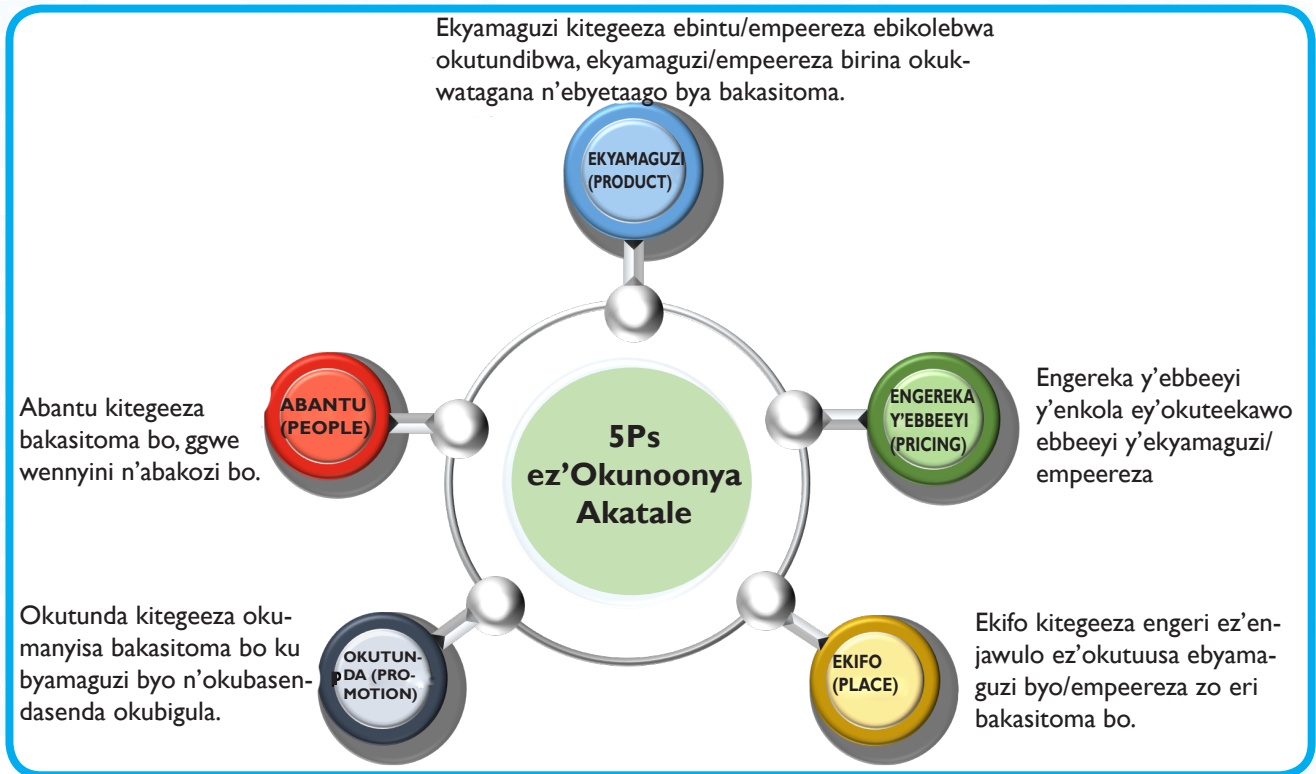 Ekyamaguzi kitegeeza ebintu/empeereza ebikolebwa
okutundibwa, ekyamaguzi/empeereza birina okuk-
watagana n'ebyetaago bya bakasitoma.
EKYAMAGUZI
(PRODUCT)
ABANTU
(PEOPLE)
Abantu kitegeeza
bakasitoma bo, ggwe
wennyini n'abakozi bo.
5Ps
ez'Okunoonya
Akatale
ENGEREKA
Y'EBBEEYI
(PRICING)
Engereka y'ebbeeyi
y'enkola ey'okuteekawo
ebbeeyi y'ekyamaguzi/
empeereza
Okutunda kitegeeza oku-
manyisa bakasitoma bo ku
byamaguzi byo n'okubasen-
dasenda okubigula.
OKUTUN-
PDA (PRO-
MOTION)
EKIFO
(PLACE)
Ekifo kitegeeza engeri ez'en-
jawulo ez'okutuusa ebyama-
guzi byo/empeereza zo eri
bakasitoma bo.